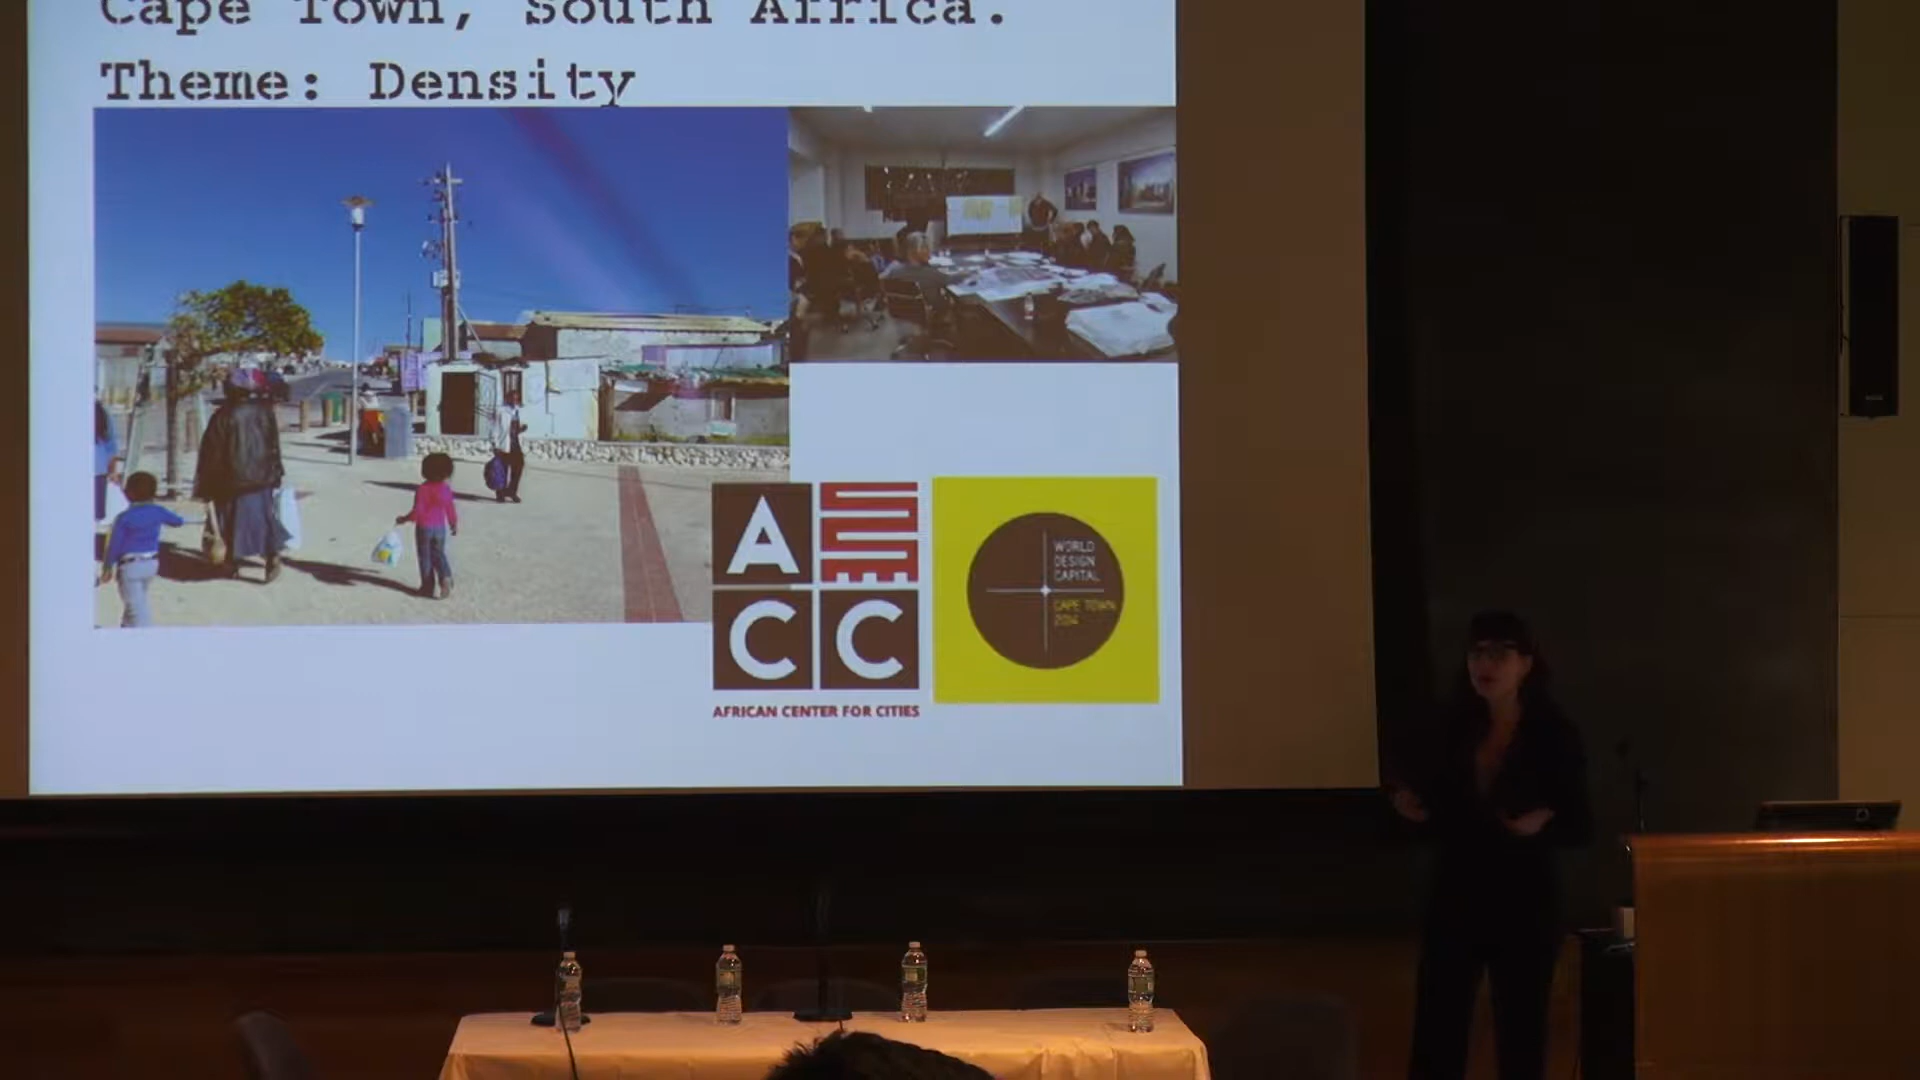 Cape Town, South Africa.
Theme: Density
A
C C
AFRICAN CENTER FOR CITIES
WORLD
DESIGN
CAPITAL
CAPE TOWN
2014